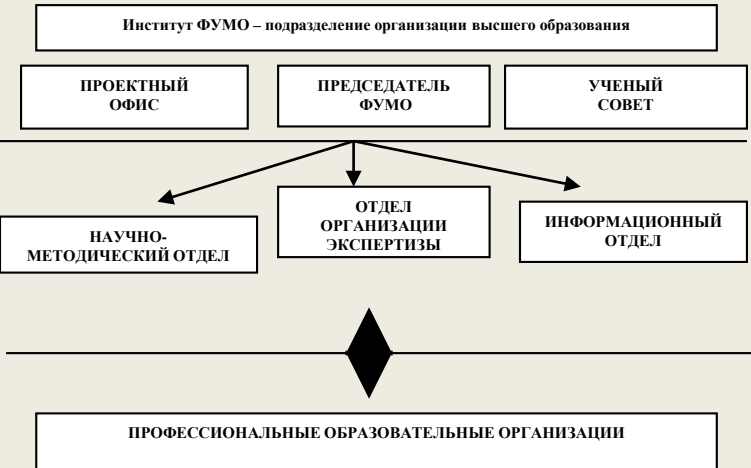 Институт ФУМО – подразделение организации высшего образования
ПРОЕКТНЫЙ
ОФИС
ПРЕДСЕДАТЕЛЬ
ФУМО
УЧЕНЫЙ
СОВЕТ
НАУЧНО-
МЕТОДИЧЕСКИЙ ОТДЕЛ
ОТДЕЛ
ОРГАНИЗАЦИИ
ЭКСПЕРТИЗЫ
ИНФОРМАЦИОННЫЙ
ОТДЕЛ
ПРОФЕССИОНАЛЬНЫЕ ОБРАЗОВАТЕЛЬНЫЕ ОРГАНИЗАЦИИ